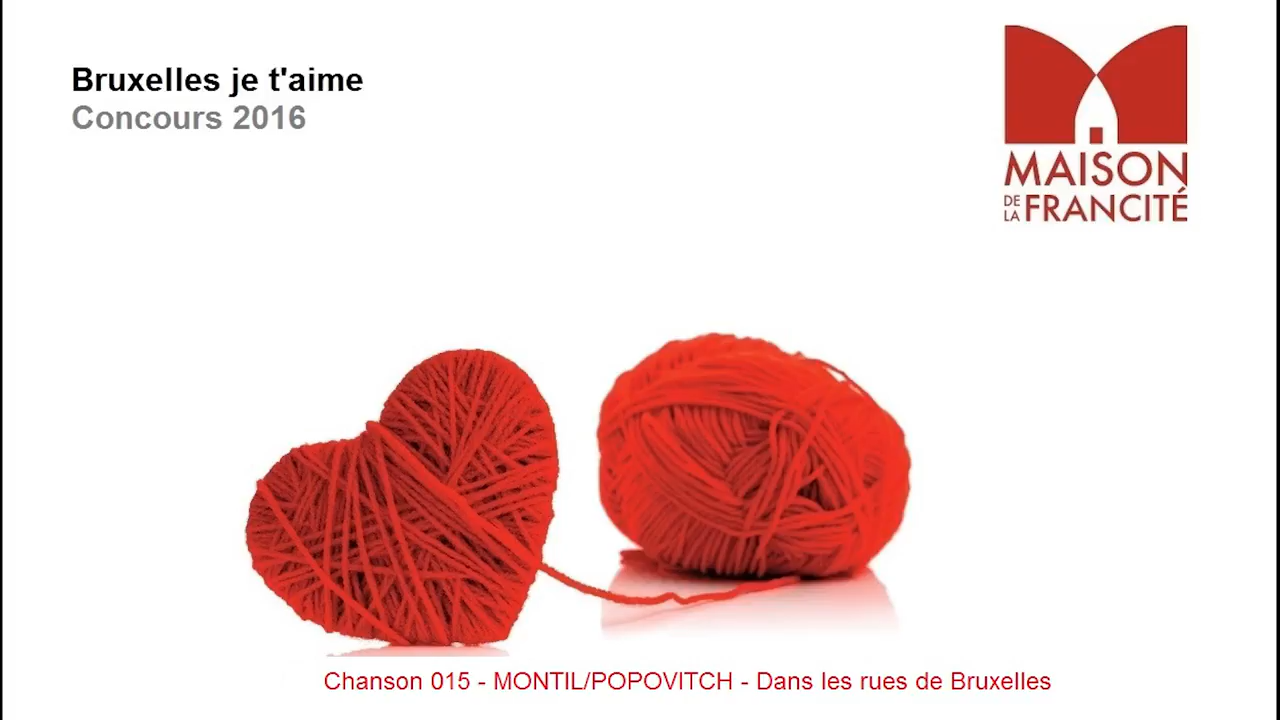 Bruxelles je t'aime
Concours 2016
MAISON
DE LA FRANCITÉ
Chanson 015 - MONTIL/POPOVITCH - Dans les rues de Bruxelles